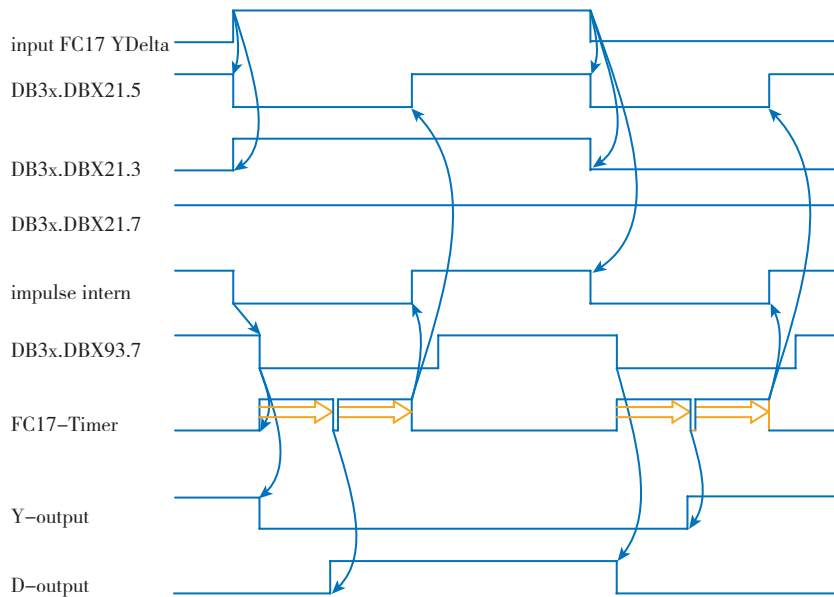 input FC17 YDelta
DB3x.DBX21.5
DB3x.DBX21.3
DB3x.DBX21.7
impulse intern
DB3x.DBX93.7
FC17–Timer
Y–output
D–output